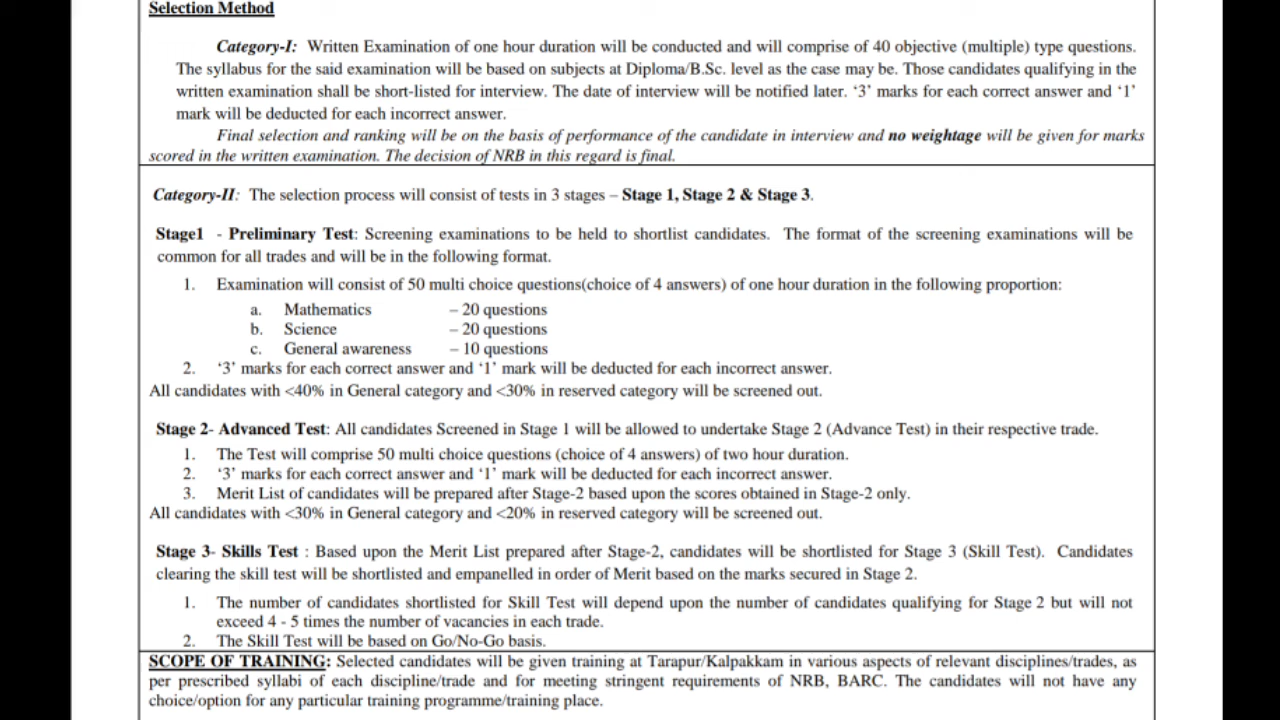 Selection Method
Category-I: Written Examination of one hour duration will be conducted and will comprise of 40 objective (multiple) type questions.
The syllabus for the said examination will be based on subjects at Diploma/B.Sc. level as the case may be. Those candidates qualifying in the
written examination shall be short-listed for interview. The date of interview will be notified later. ‘3’ marks for each correct answer and ‘1’
mark will be deducted for each incorrect answer.
Final selection and ranking will be on the basis of performance of the candidate in interview and no weightage will be given for marks
scored in the written examination. The decision of NRB in this regard is final.
Category-II: The selection process will consist of tests in 3 stages – Stage 1, Stage 2 & Stage 3.
Stage1 - Preliminary Test: Screening examinations to be held to shortlist candidates. The format of the screening examinations will be
common for all trades and will be in the following format.
1. Examination will consist of 50 multi choice questions(choice of 4 answers) of one hour duration in the following proportion:
a. Mathematics – 20 questions
b. Science – 20 questions
c. General awareness – 10 questions
2. ‘3’ marks for each correct answer and ‘1’ mark will be deducted for each incorrect answer.
All candidates with <40% in General category and <30% in reserved category will be screened out.
Stage 2- Advanced Test: All candidates Screened in Stage 1 will be allowed to undertake Stage 2 (Advance Test) in their respective trade.
1. The Test will comprise 50 multi choice questions (choice of 4 answers) of two hour duration.
2. ‘3’ marks for each correct answer and ‘1’ mark will be deducted for each incorrect answer.
3. Merit List of candidates will be prepared after Stage-2 based upon the scores obtained in Stage-2 only.
All candidates with <30% in General category and <20% in reserved category will be screened out.
Stage 3- Skills Test : Based upon the Merit List prepared after Stage-2, candidates will be shortlisted for Stage 3 (Skill Test). Candidates
clearing the skill test will be shortlisted and empanelled in order of Merit based on the marks secured in Stage 2.
1. The number of candidates shortlisted for Skill Test will depend upon the number of candidates qualifying for Stage 2 but will not
exceed 4 - 5 times the number of vacancies in each trade.
2. The Skill Test will be based on Go/No-Go basis.
SCOPE OF TRAINING: Selected candidates will be given training at Tarapur/Kalpakkam in various aspects of relevant disciplines/trades, as
per prescribed syllabi of each discipline/trade and for meeting stringent requirements of NRB, BARC. The candidates will not have any
choice/option for any particular training programme/training place.